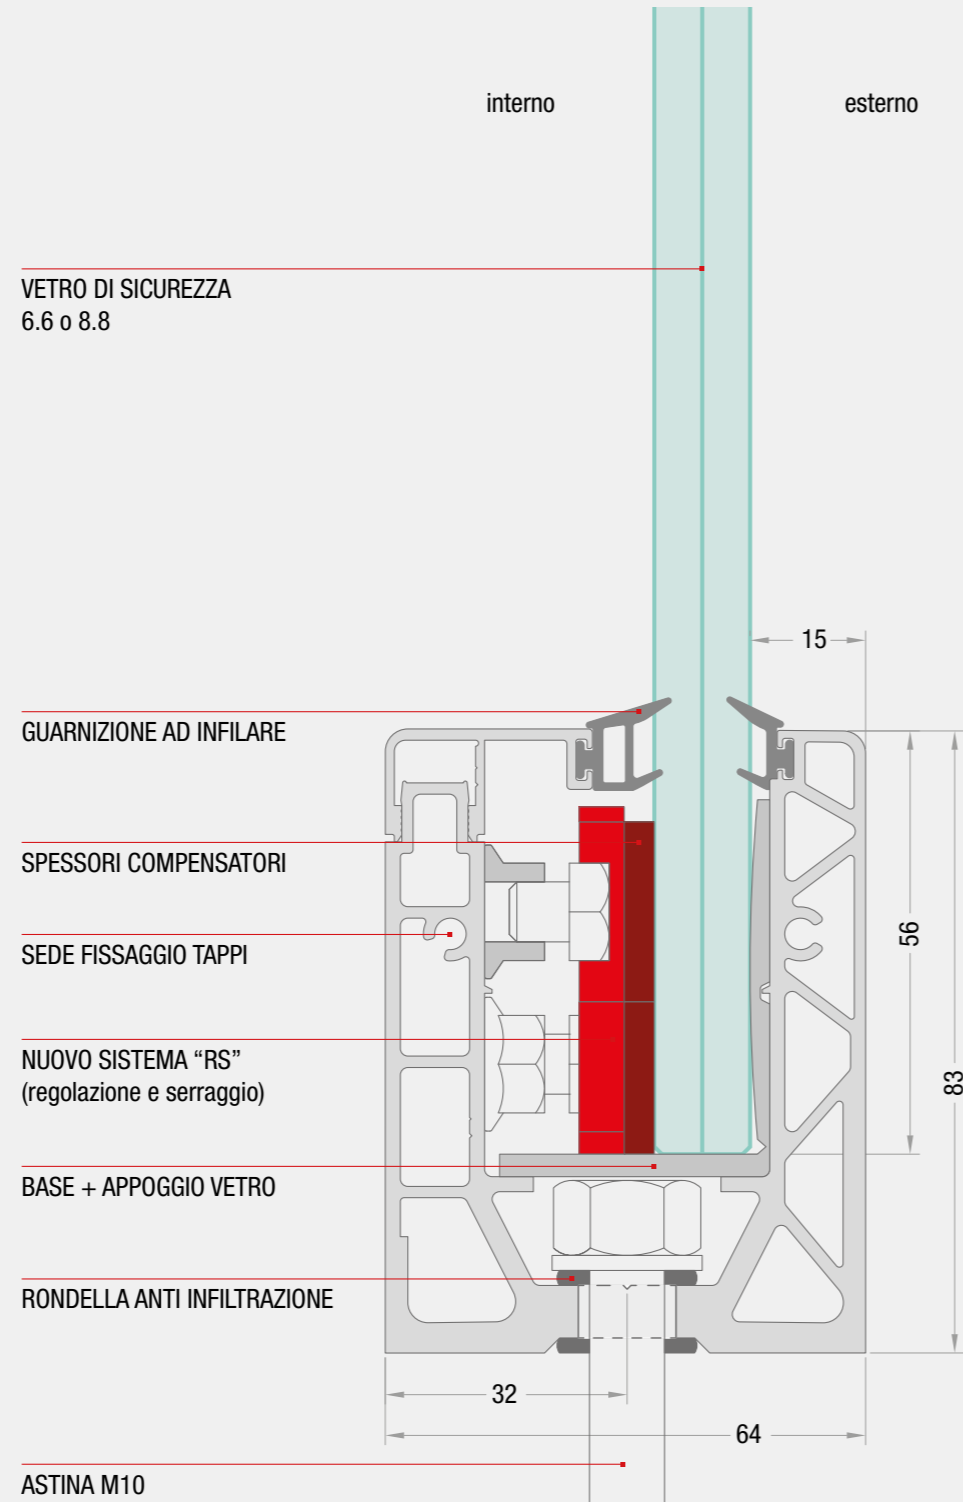 interno
esterno
VETRO DI SICUREZZA
6.6 o 8.8
15
GUARNIZIONE AD INFILARE
SPESSORI COMPENSATORI
56
SEDE FISSAGGIO TAPPI
NUOVO SISTEMA “RS”
(regolazione e serraggio)
83
BASE + APPOGGIO VETRO
RONDELLA ANTI INFILTRAZIONE
32
64
ASTINA M10